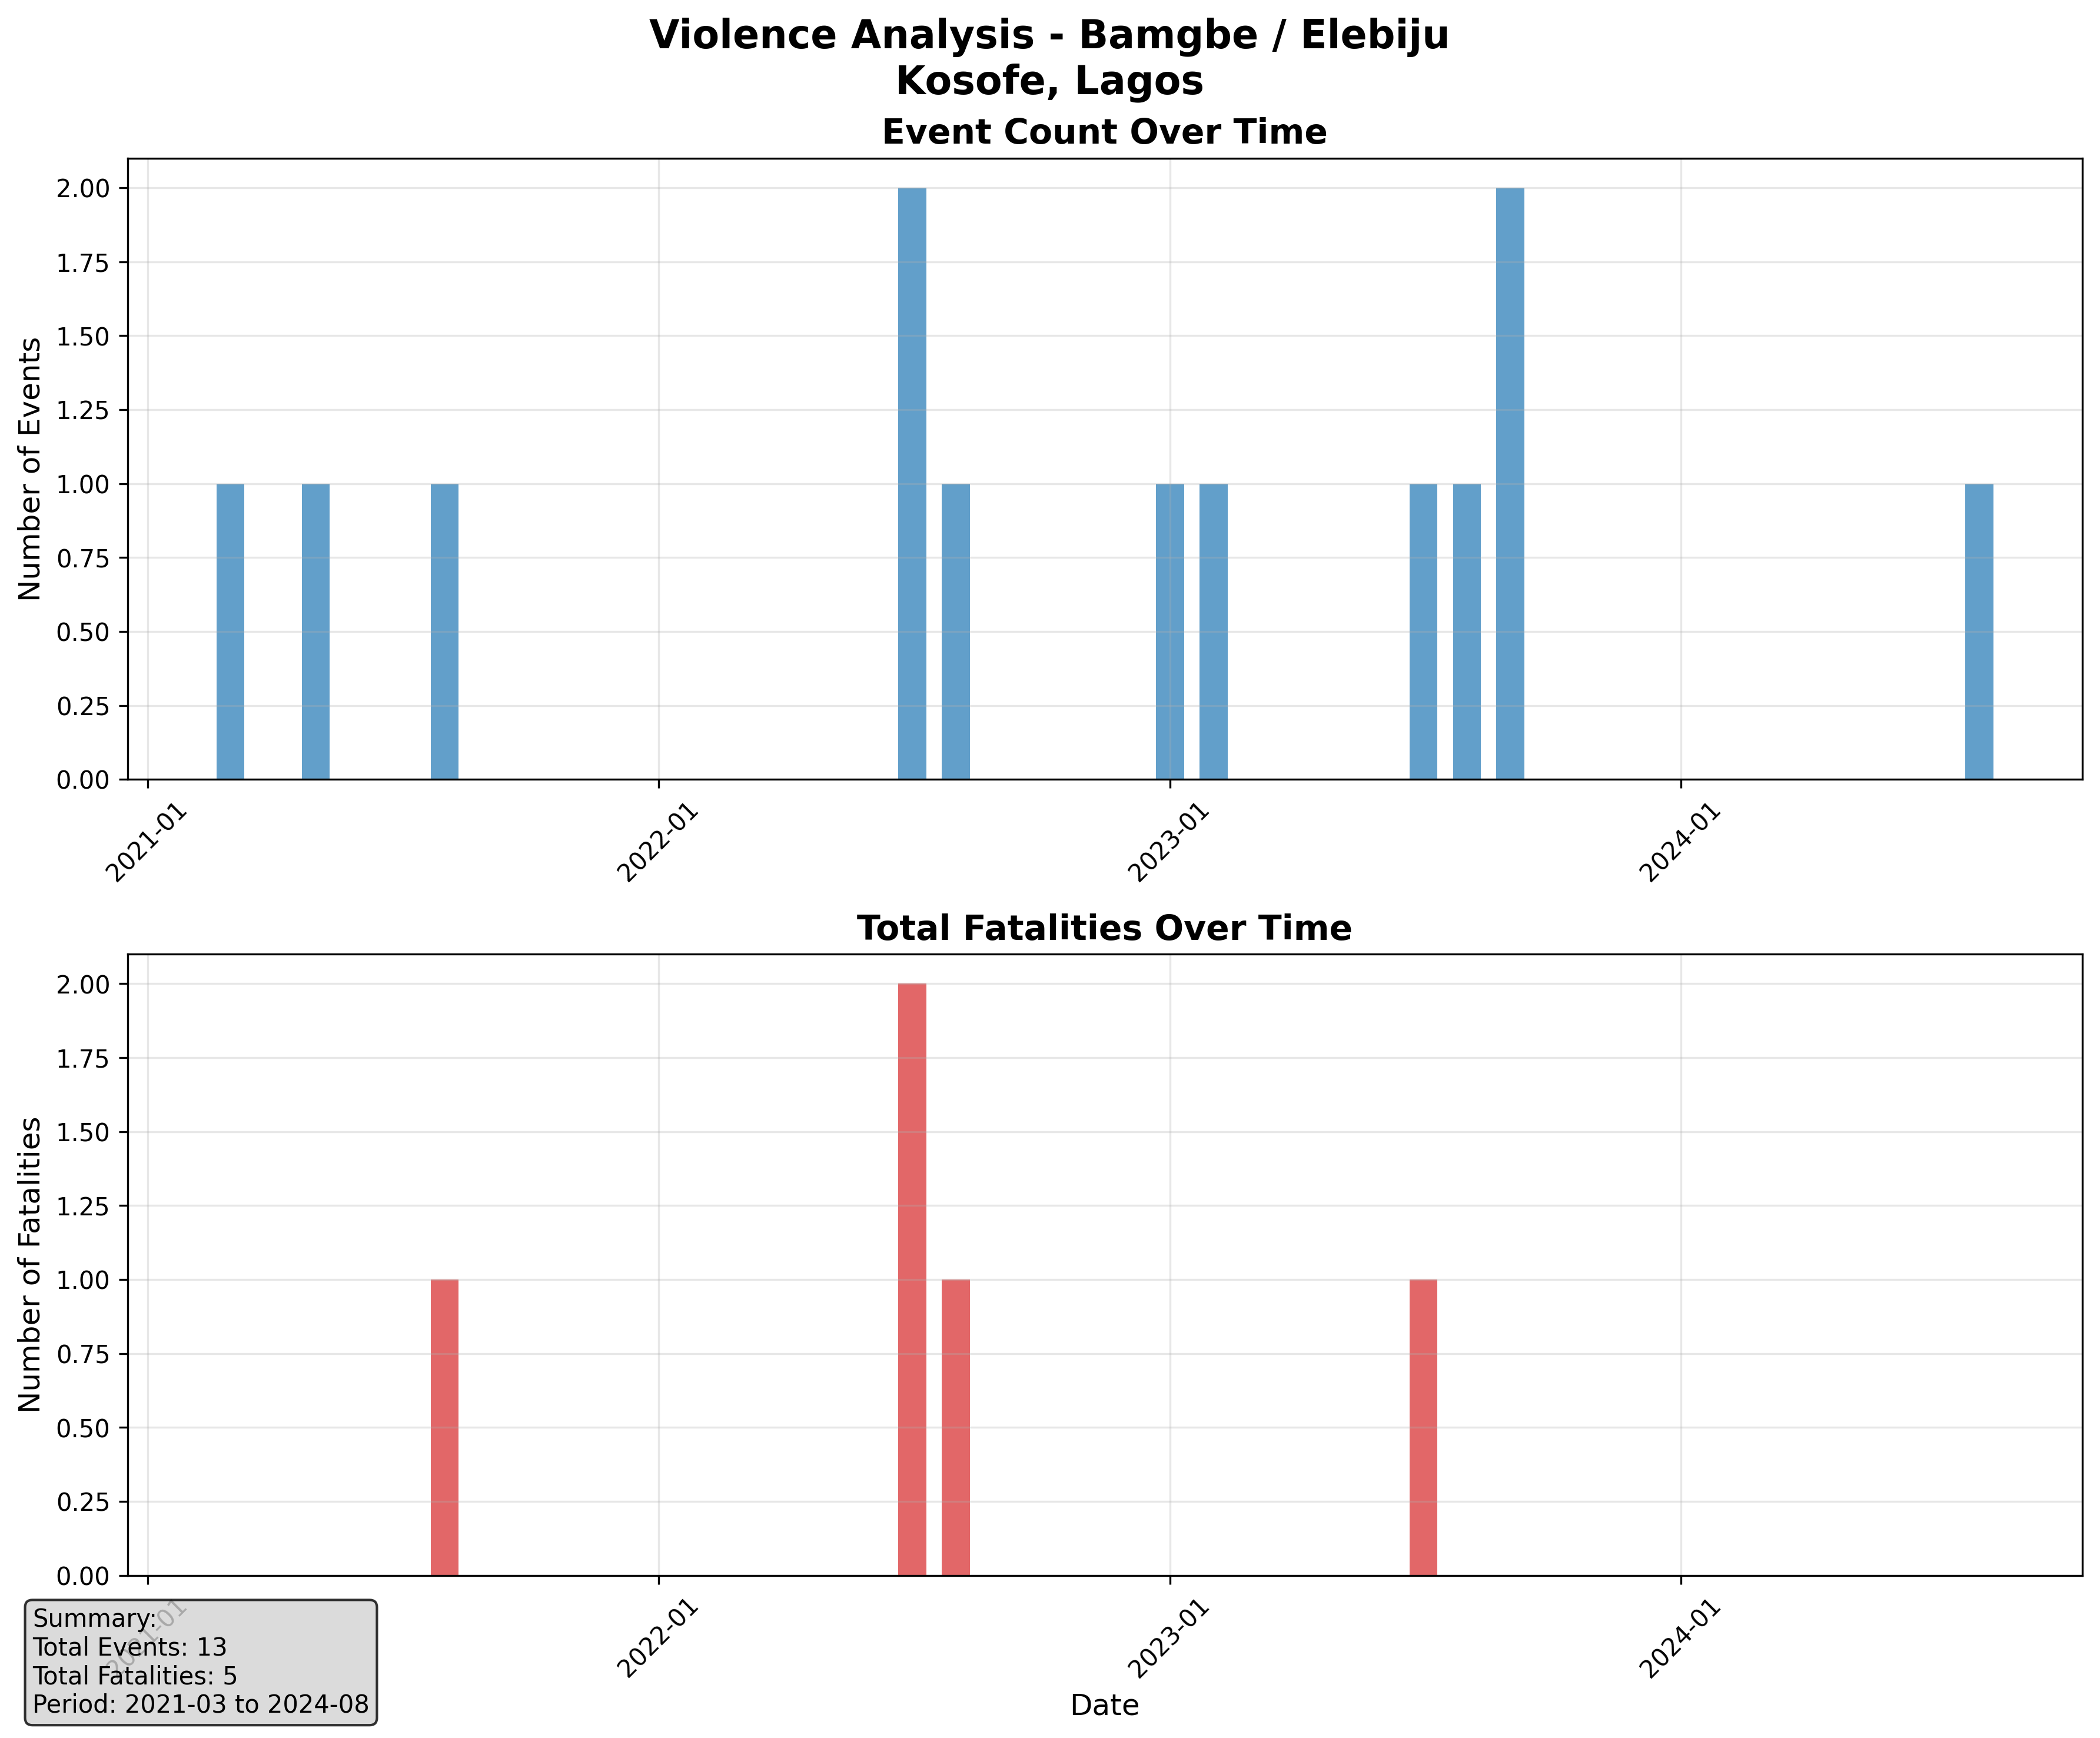 Violence Analysis - Bamgbe / Elebiju
Kosofe, Lagos
Event Count Over Time
Number of Events
2.00
1.75
1.50
1.25
1.00
0.75
0.50
0.25
0.00
2021-01
2022-01
2023-01
2024-01
Total Fatalities Over Time
Number of Fatalities
2.00
1.75
1.50
1.25
1.00
0.75
0.50
0.25
0.00
2021-01
2022-01
2023-01
2024-01
Date
Summary:
Total Events: 13
Total Fatalities: 5
Period: 2021-03 to 2024-08